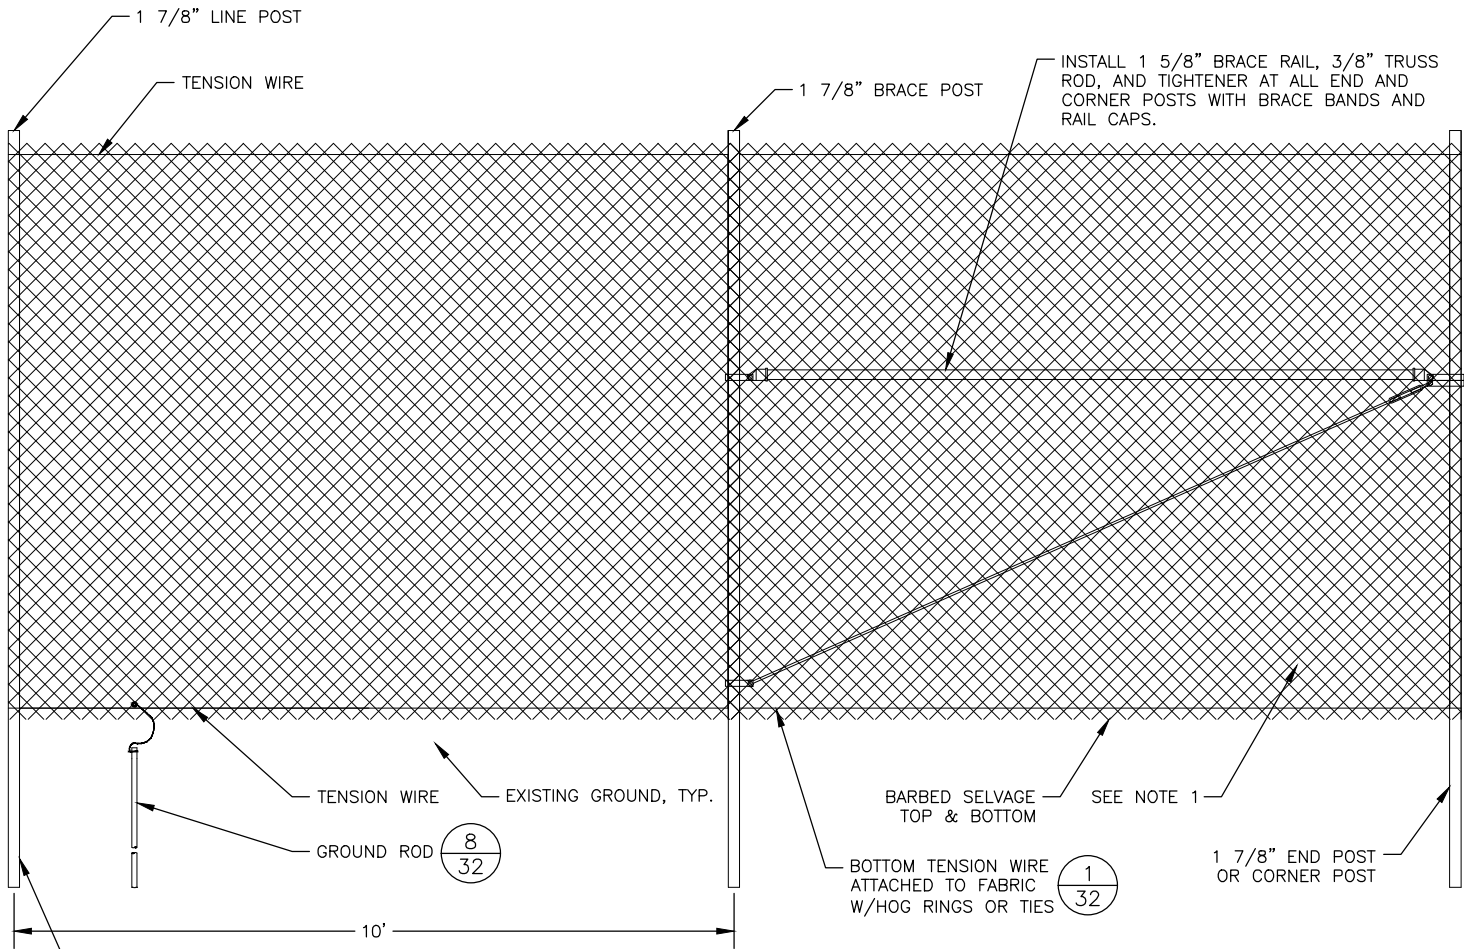 1 7/8” LINE POST
TENSION WIRE
1 7/8” BRACE POST
INSTALL 1 5/8” BRACE RAIL, 3/8” TRUSS
ROD, AND TIGHTENER AT ALL END AND
CORNER POSTS WITH BRACE BANDS AND
RAIL CAPS.
TENSION WIRE
EXISTING GROUND, TYP.
GROUND ROD
8
32
BARBED SELVAGE
TOP & BOTTOM
SEE NOTE 1
BOTTOM TENSION WIRE
ATTACHED TO FABRIC
W/HOG RINGS OR TIES
1
32
1 7/8” END POST
OR CORNER POST
10'